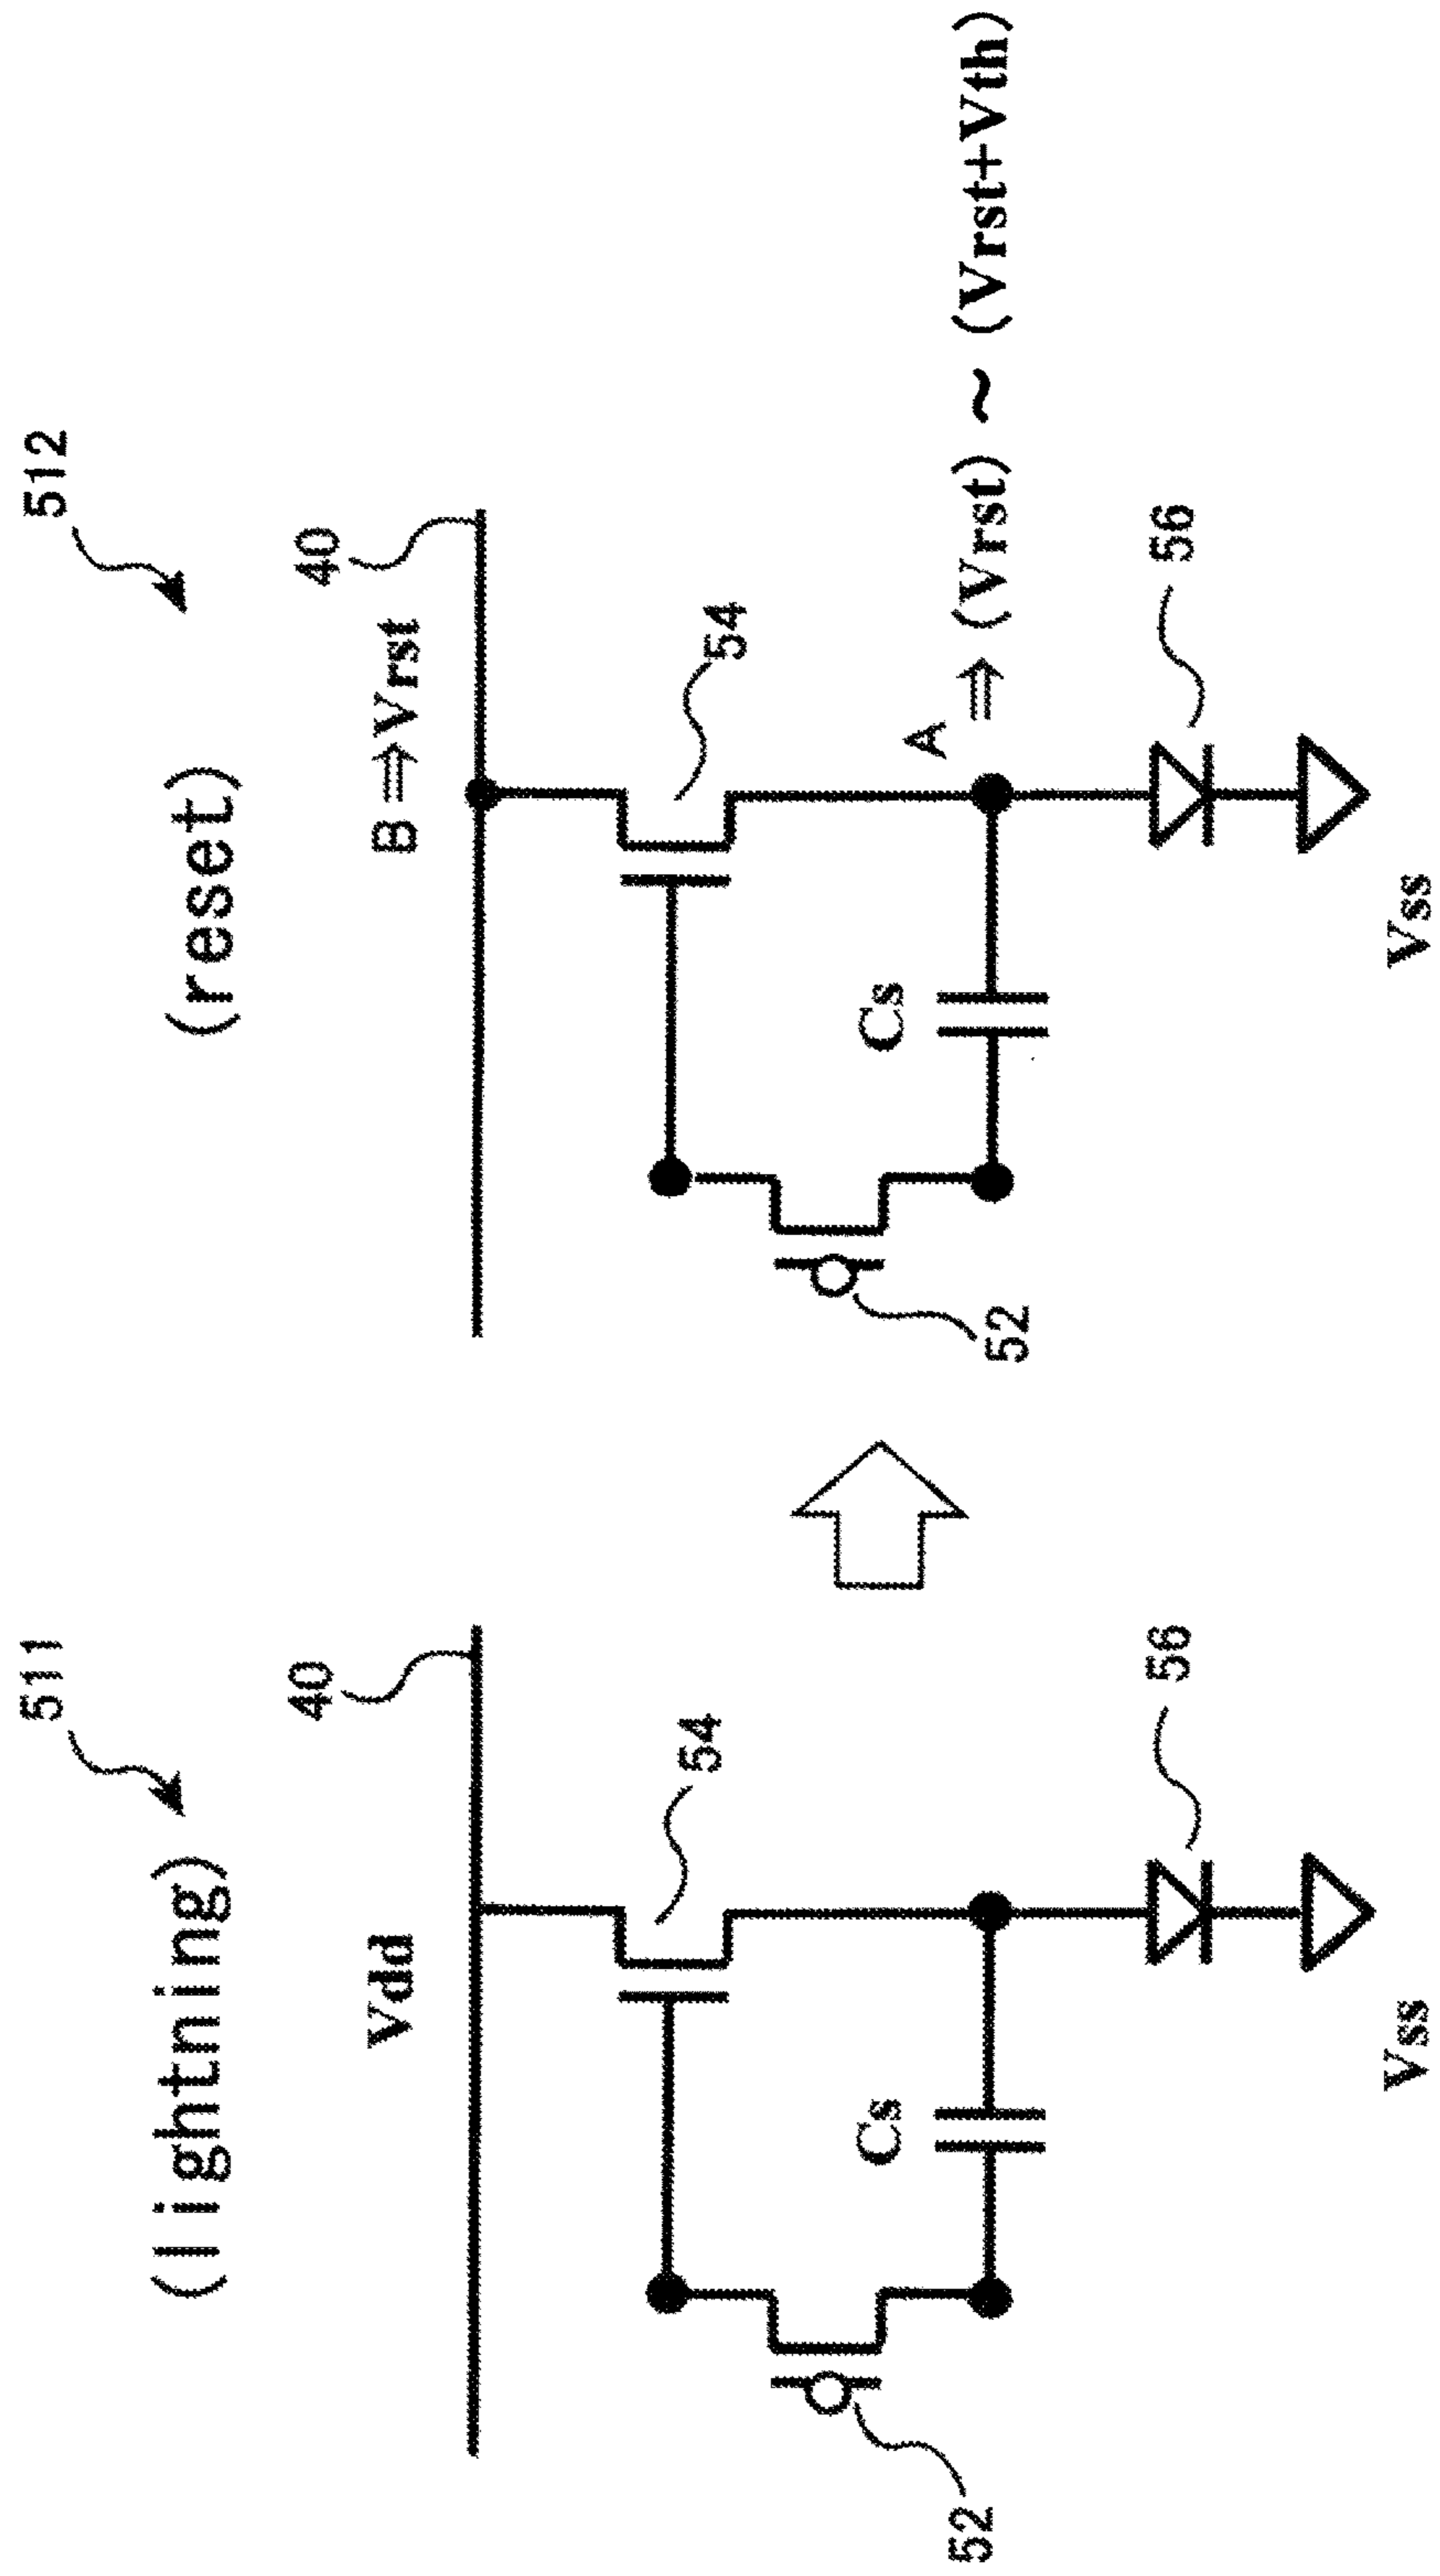 511
(lightning)
40
Vdd
54
Cs
52
56
Vss
512
(reset)
40
B⇒Vrst
54
A ⇒ (Vrst) ~ (Vrst+Vth)
Cs
52
56
Vss